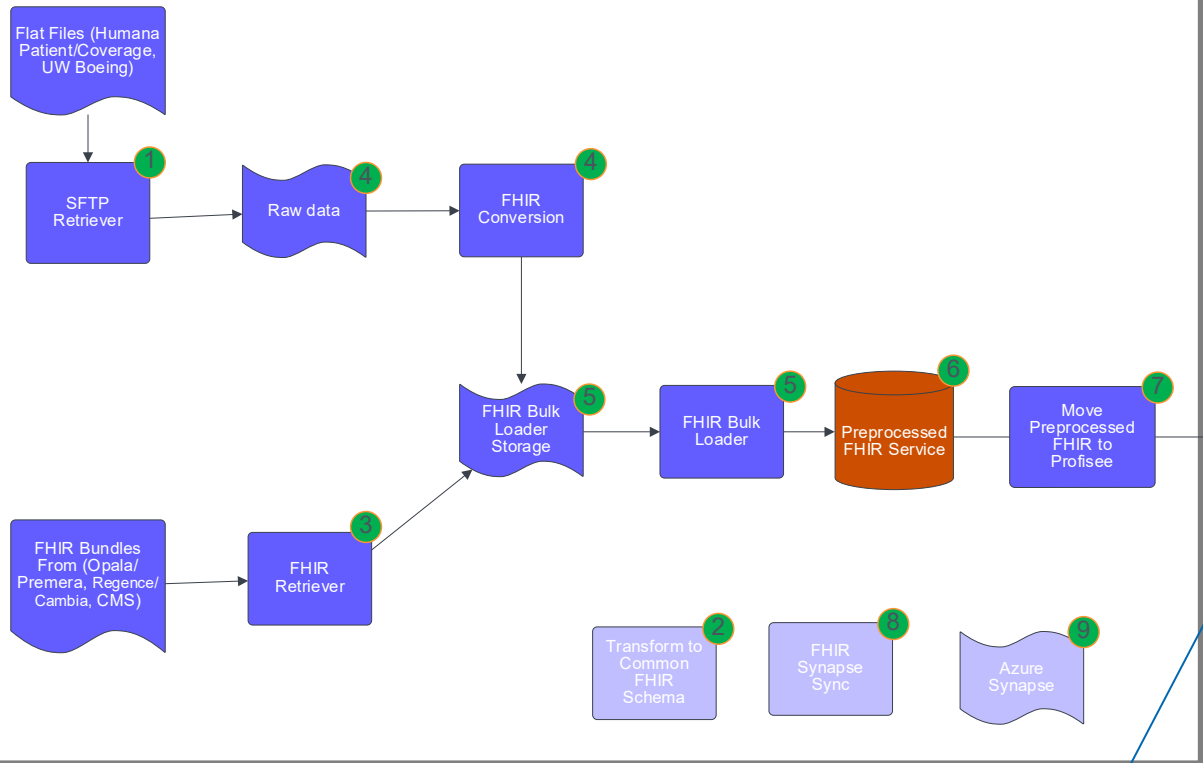 Flat Files (Humana
Patient/Coverage,
UW Boeing)
1
SFTP
Retriever
4
Raw data
4
FHIR
Conversion
5
FHIR Bulk
Loader
Storage
5
FHIR Bulk
Loader
6
Preprocessed
FHIR Service
7
Move
Preprocessed
FHIR to
Profisee
FHIR Bundles
From (Opala/
Premera, Regence/
Cambia, CMS)
3
FHIR
Retriever
2
Transform to
Common
FHIR
Schema
8
FHIR
Synapse
Sync
9
Azure
Synapse